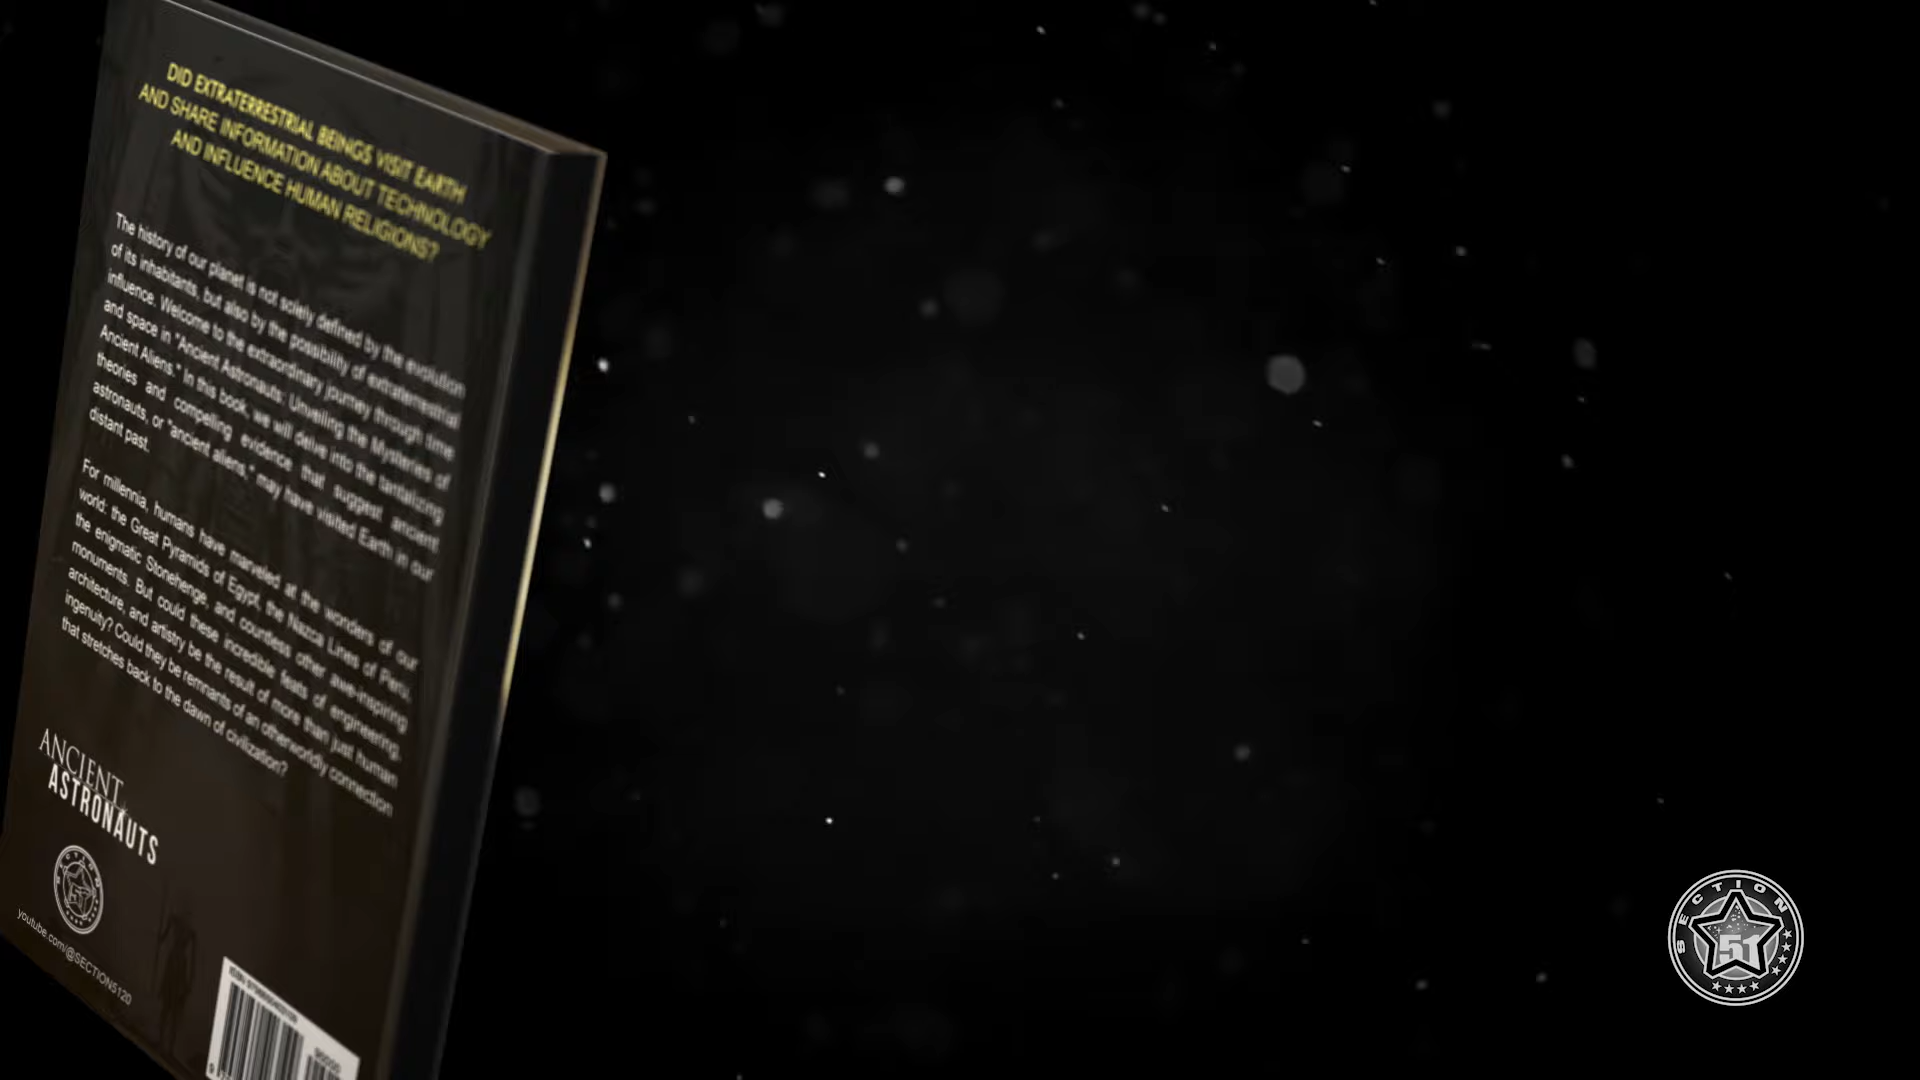 DID EXTRATERRESTRIAL BEINGS VISIT EARTH
AND SHARE INFORMATION ABOUT TECHNOLOGY
AND INFLUENCE HUMAN RELIGIONS?
The history of our planet is not solely defined by the evolution
of its inhabitants, but also by the possibility of extraterrestrial
influence. Welcome to the extraordinary journey through time
and space in "Ancient Astronauts: Unveiling the Mysteries of
Ancient Aliens." In this book, we will delve into the tantalizing
theories and compelling evidence that suggest ancient
astronauts, or "ancient aliens," may have visited Earth in our
distant past.
For millennia, humans have marveled at the wonders of our
world: the Great Pyramids of Egypt, the Nazca Lines of Peru,
the enigmatic Stonehenge, and countless other awe-inspiring
monuments. But could these incredible feats of engineering,
architecture, and artistry be the result of more than just human
ingenuity? Could they be remnants of an otherworldly connection
that stretches back to the dawn of civilization?
ANCIENT
ASTRONAUTS
SECTION
51
youtube.com/@SECTION5120
90000
9
SECTION
51